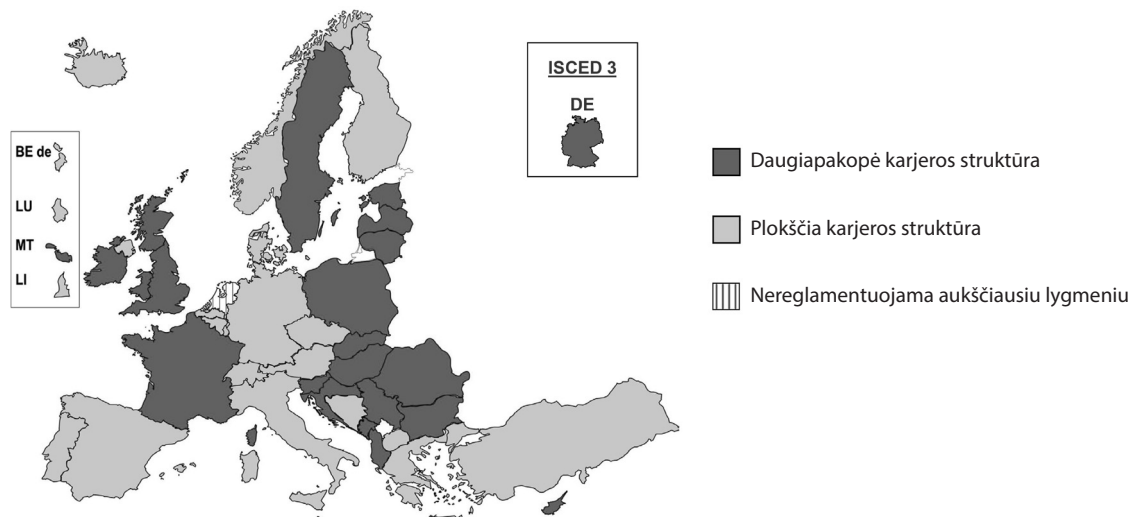 ISCED 3
DE
BE de
LU
MT
LI
Daugiapakopė karjeros struktūra
Plokščia karjeros struktūra
Nereglamentuojama aukščiausiu lygmeniu